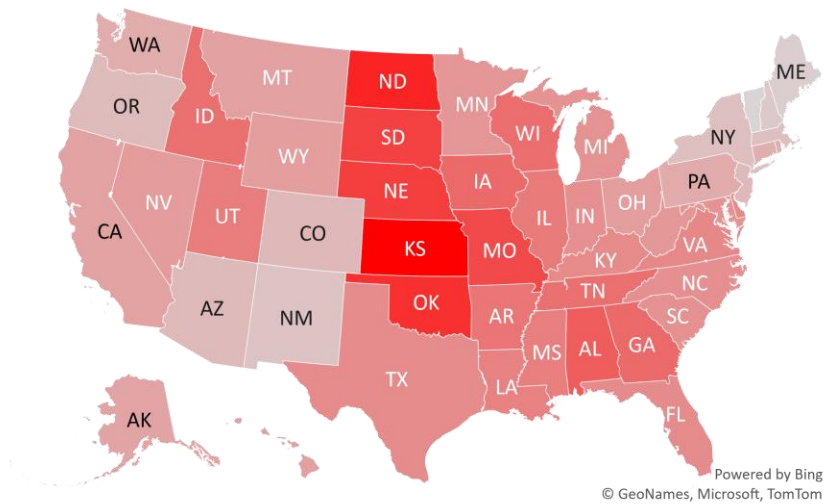 WA
MT
ND
MN
ME
OR
ID
SD
WI
MI
NY
WY
NE
IA
PA
NV
UT
CO
IL
IN
OH
CA
KS
MO
KY
VA
AZ
NM
OK
AR
TN
NC
SC
TX
LA
MS
AL
GA
FL
AK
Powered by Bing
© GeoNames, Microsoft, TomTom